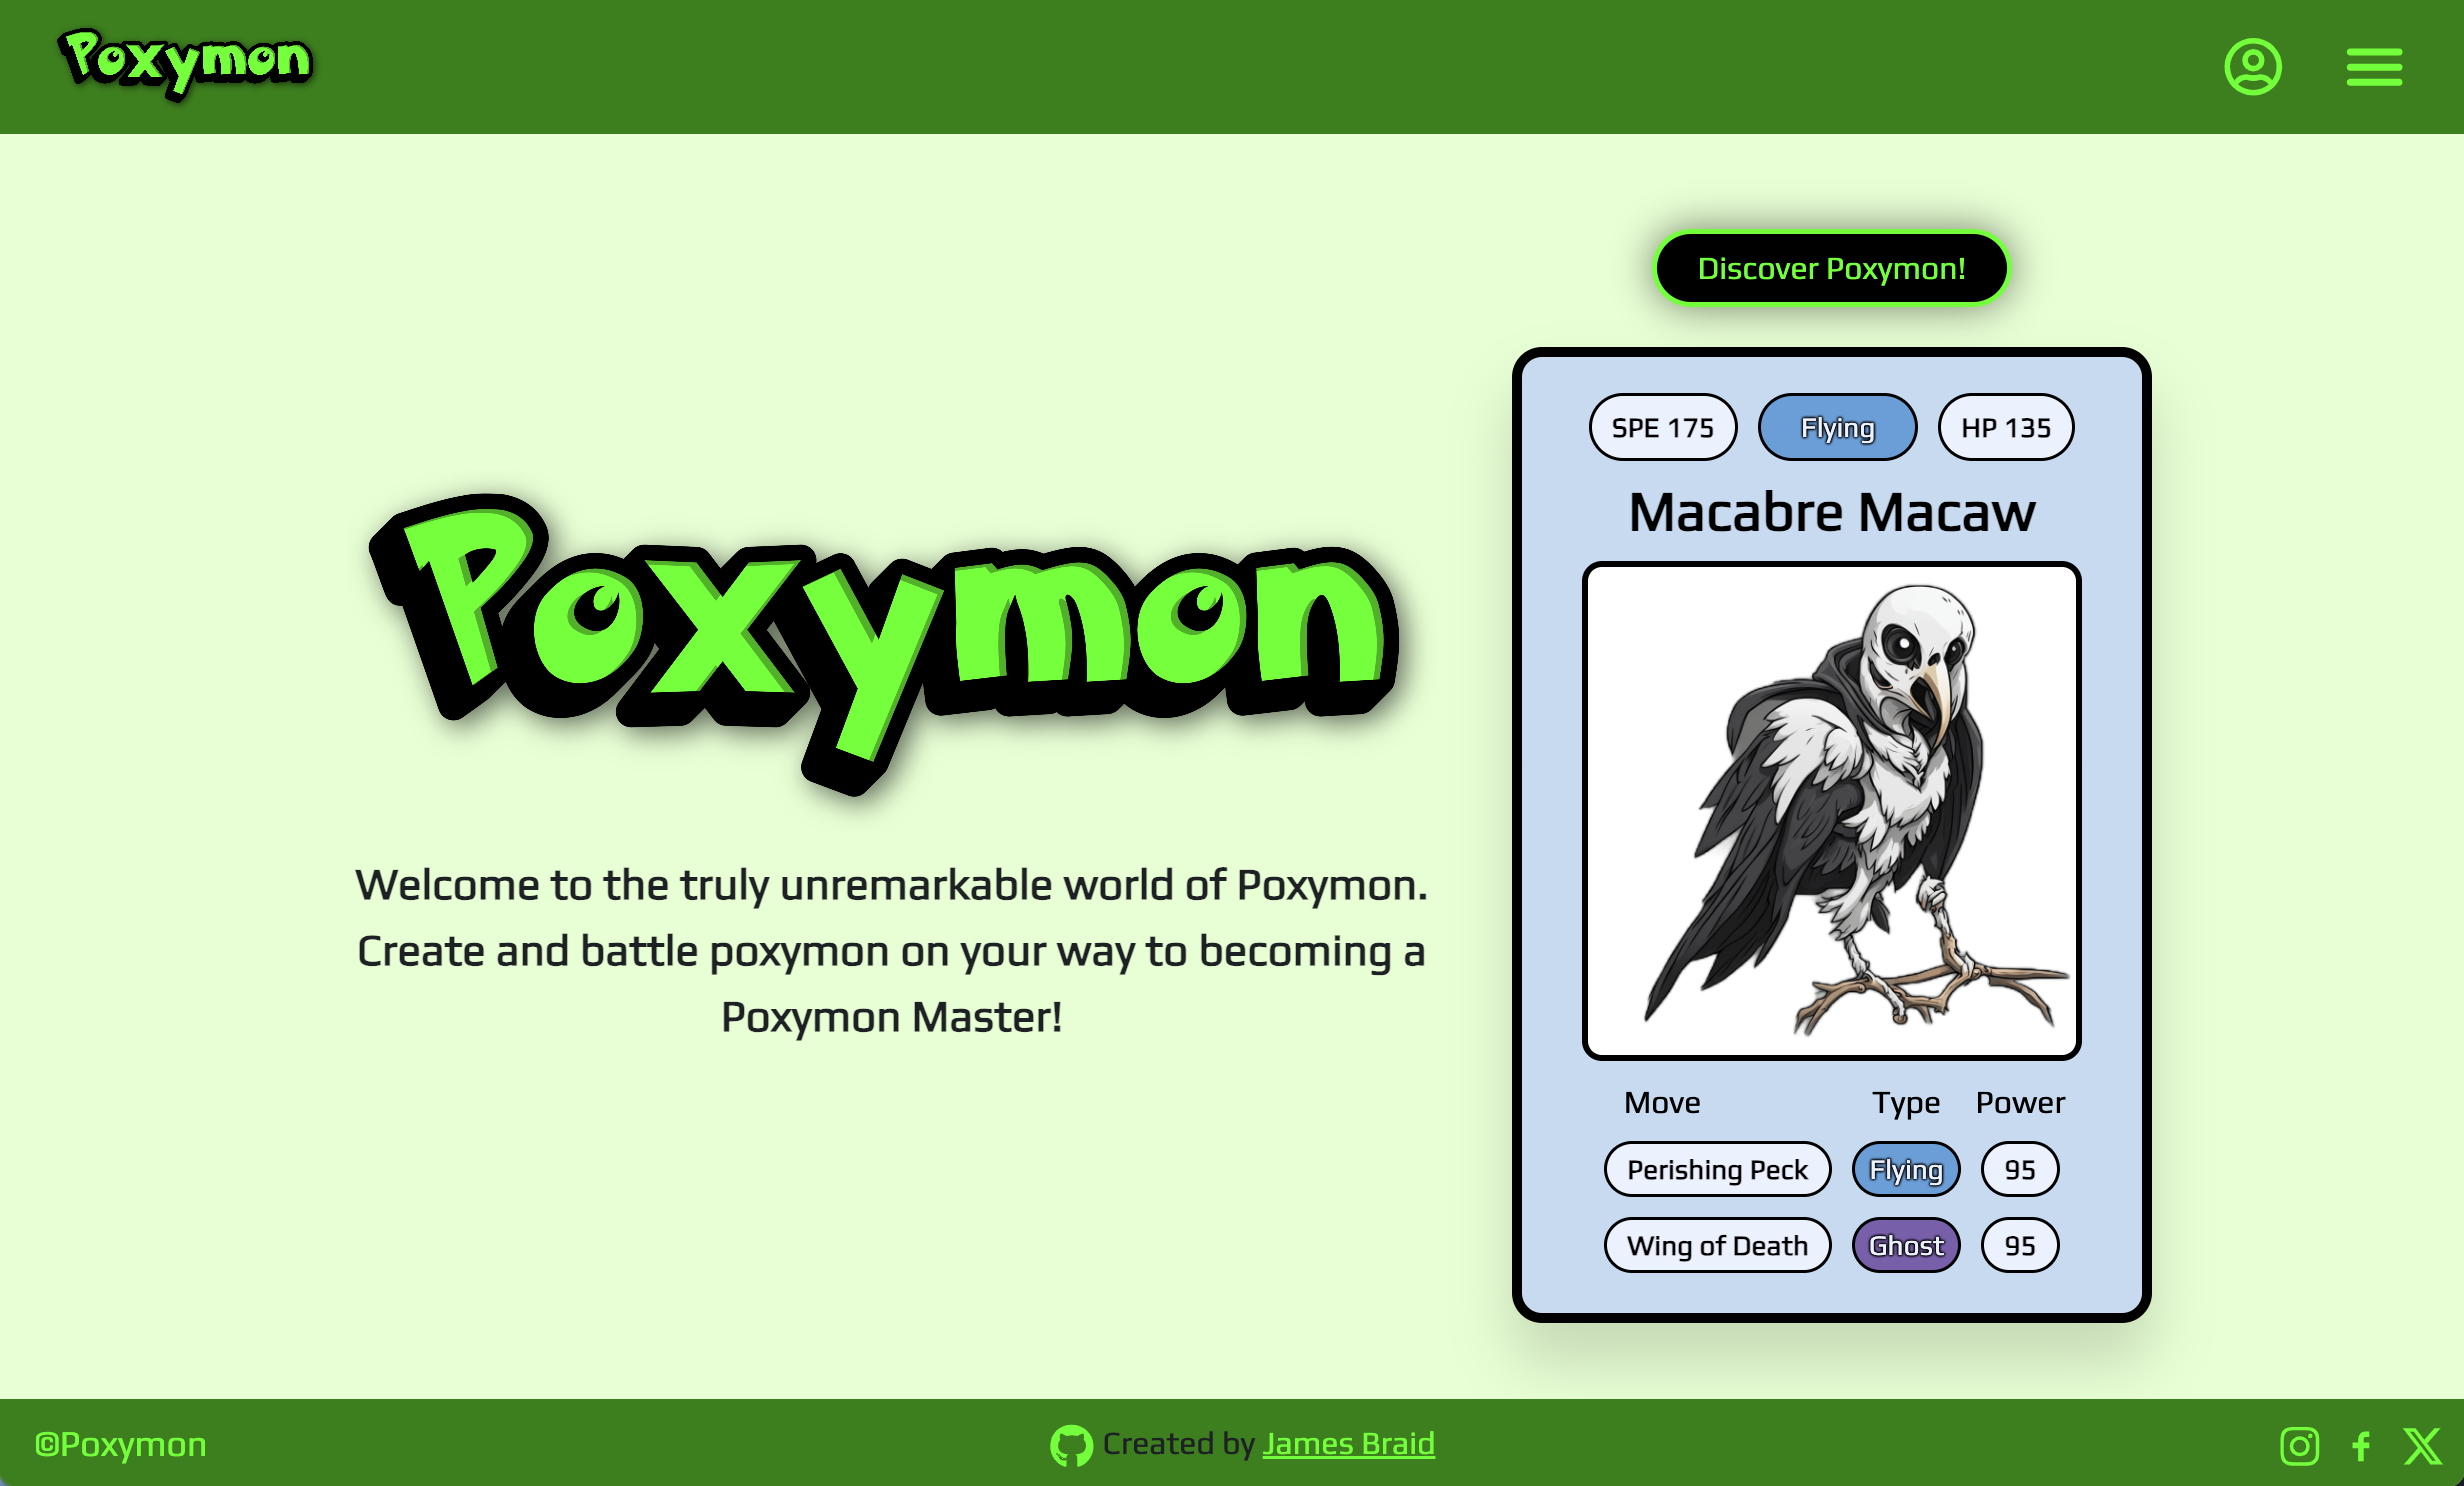 Poxymon
Discover Poxymon!
SPE 175
Flying
HP 135
Macabre Macaw
Poxymon
Welcome to the truly unremarkable world of Poxymon.
Create and battle poxymon on your way to becoming a
Poxymon Master!
Move Type Power
Perishing Peck Flying 95
Wing of Death Ghost 95
©Poxymon
Created by James Braid